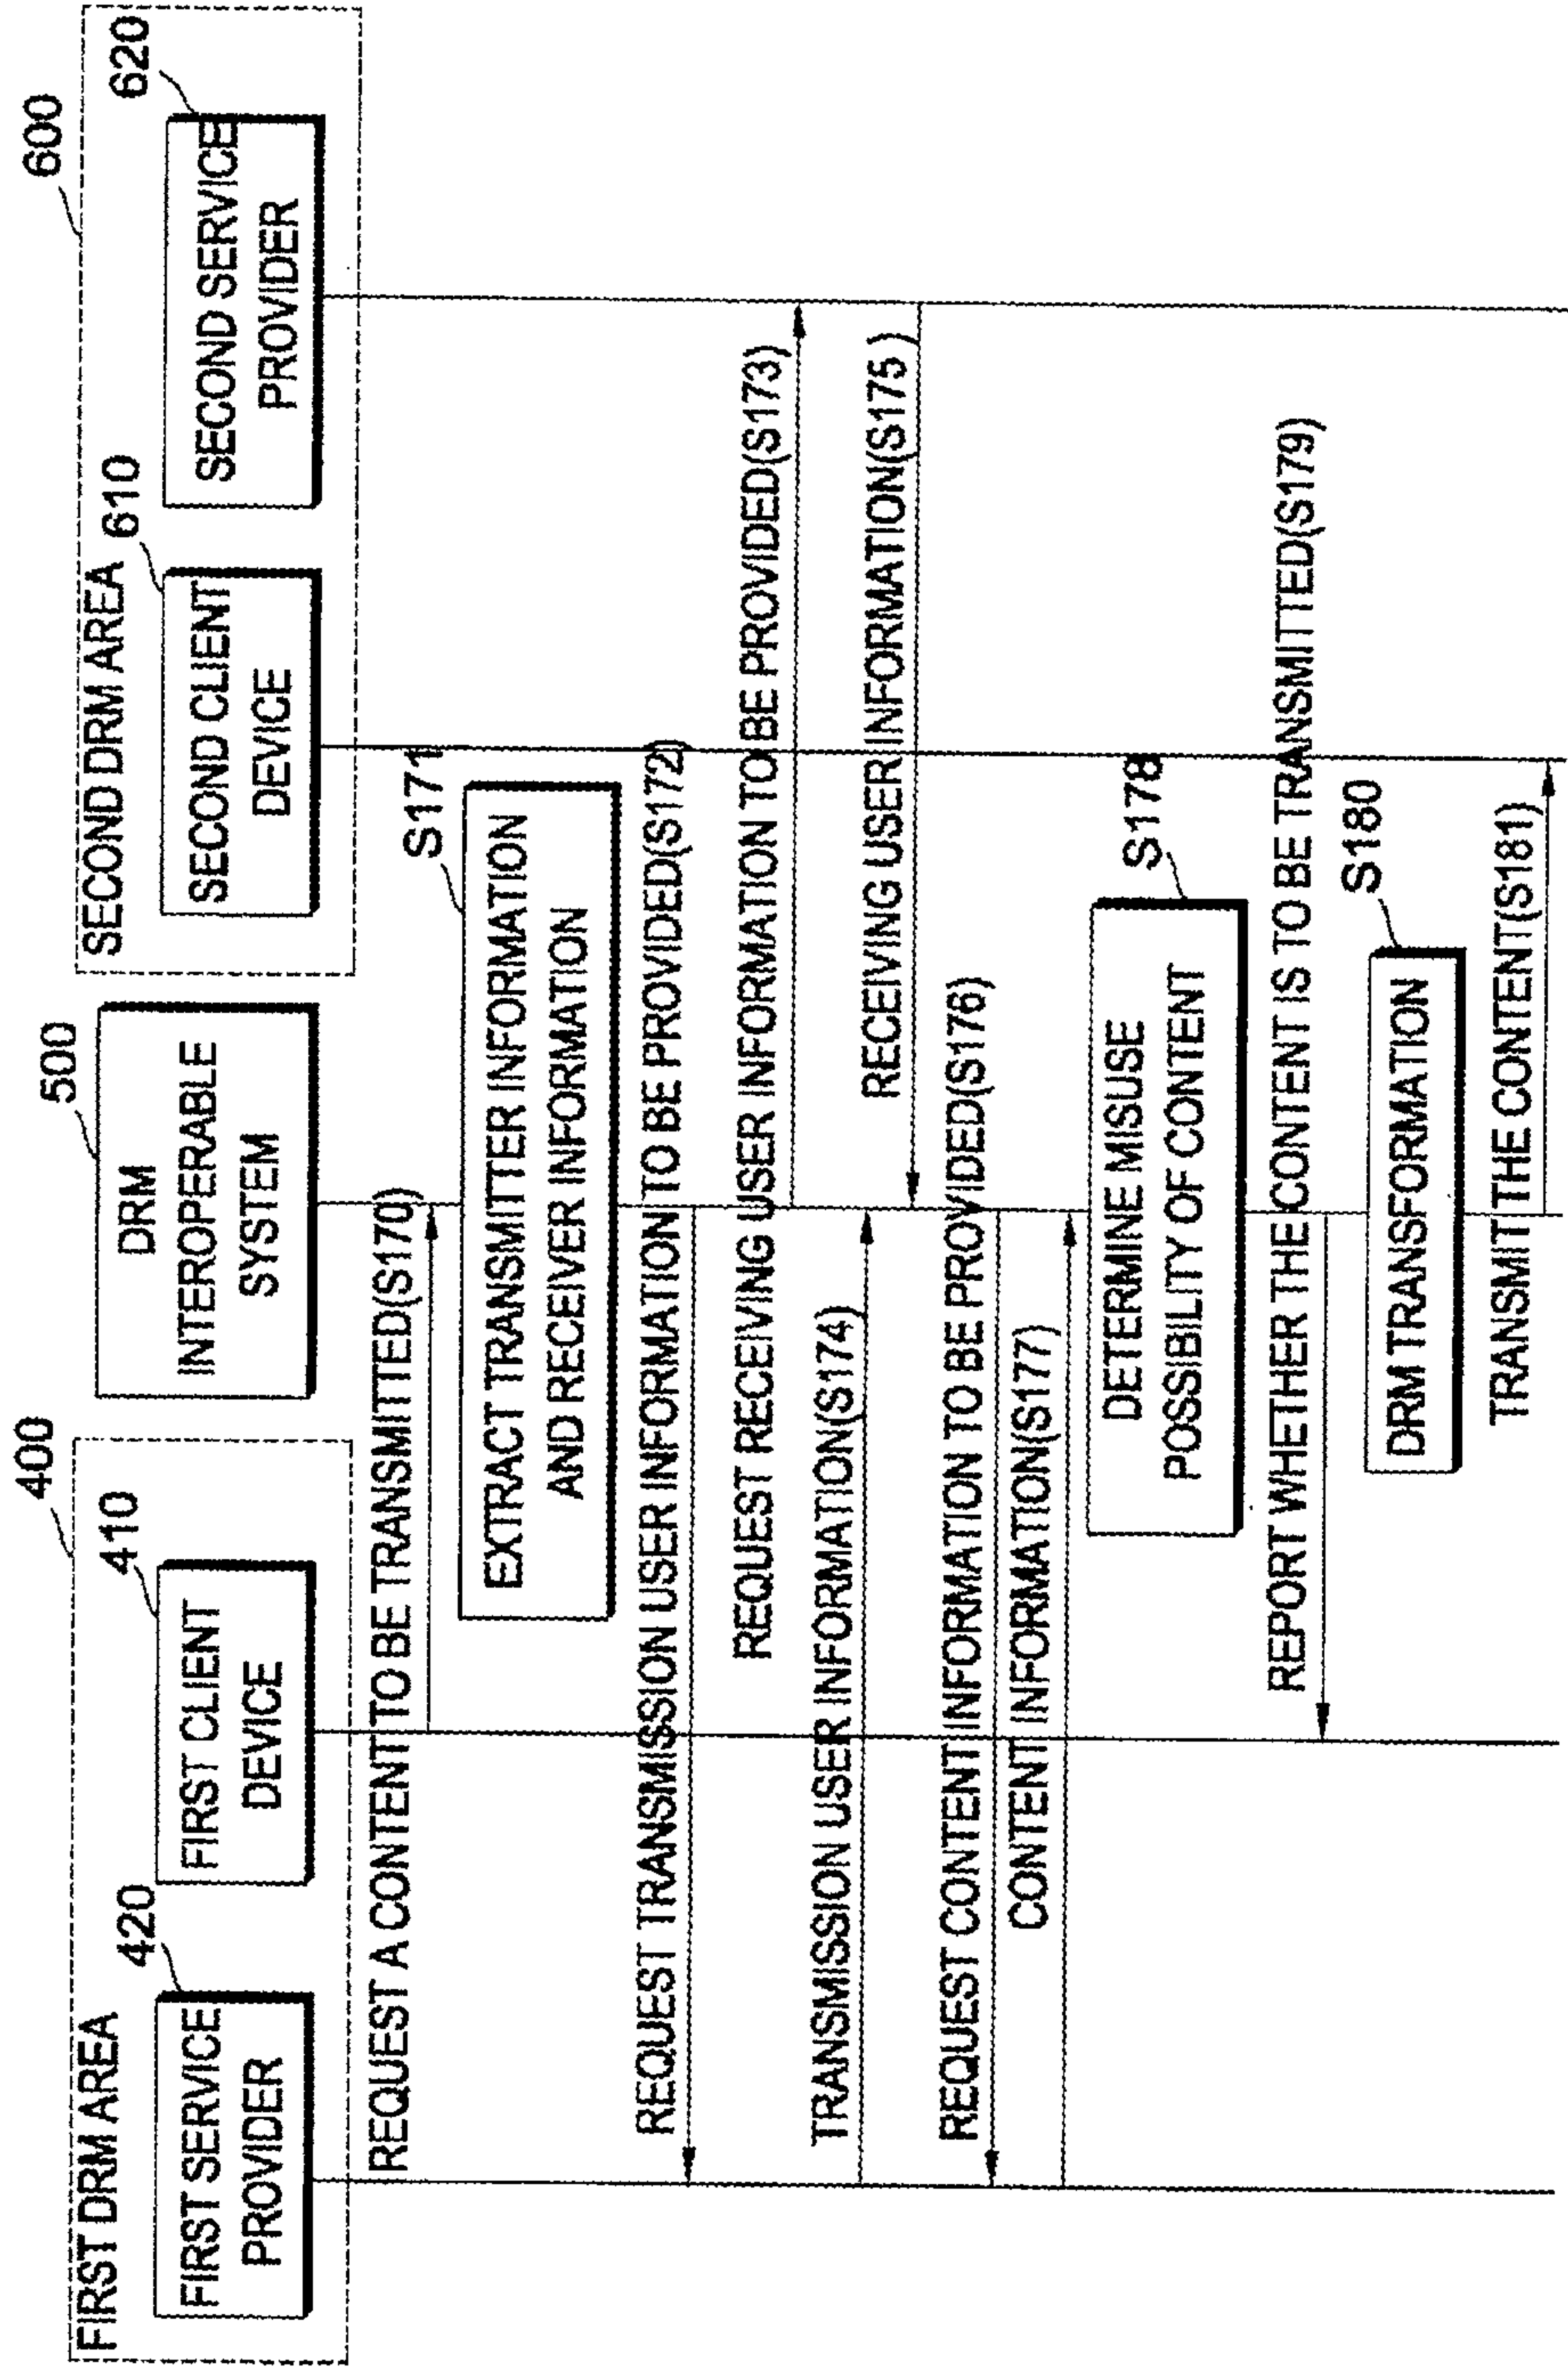 FIRST DRM AREA
400
FIRST SERVICE
PROVIDER
420
FIRST CLIENT
DEVICE
410
DRM
INTEROPERABLE
SYSTEM
500
SECOND DRM AREA
600
SECOND CLIENT
DEVICE
610
SECOND SERVICE
PROVIDER
620
REQUEST A CONTENT TO BE TRANSMITTED(S170)
S171
EXTRACT TRANSMITTER INFORMATION
AND RECEIVER INFORMATION
REQUEST TRANSMISSION USER INFORMATION TO BE PROVIDED(S172)
REQUEST RECEIVING USER INFORMATION TO BE PROVIDED(S173)
TRANSMISSION USER INFORMATION(S174)
RECEIVING USER INFORMATION(S175 )
REQUEST CONTENT INFORMATION TO BE PROVIDED(S176)
CONTENT INFORMATION(S177)
S178
DETERMINE MISUSE
POSSIBILITY OF CONTENT
REPORT WHETHER THE CONTENT IS TO BE TRANSMITTED(S179)
S180
DRM TRANSFORMATION
TRANSMIT THE CONTENT(S181)